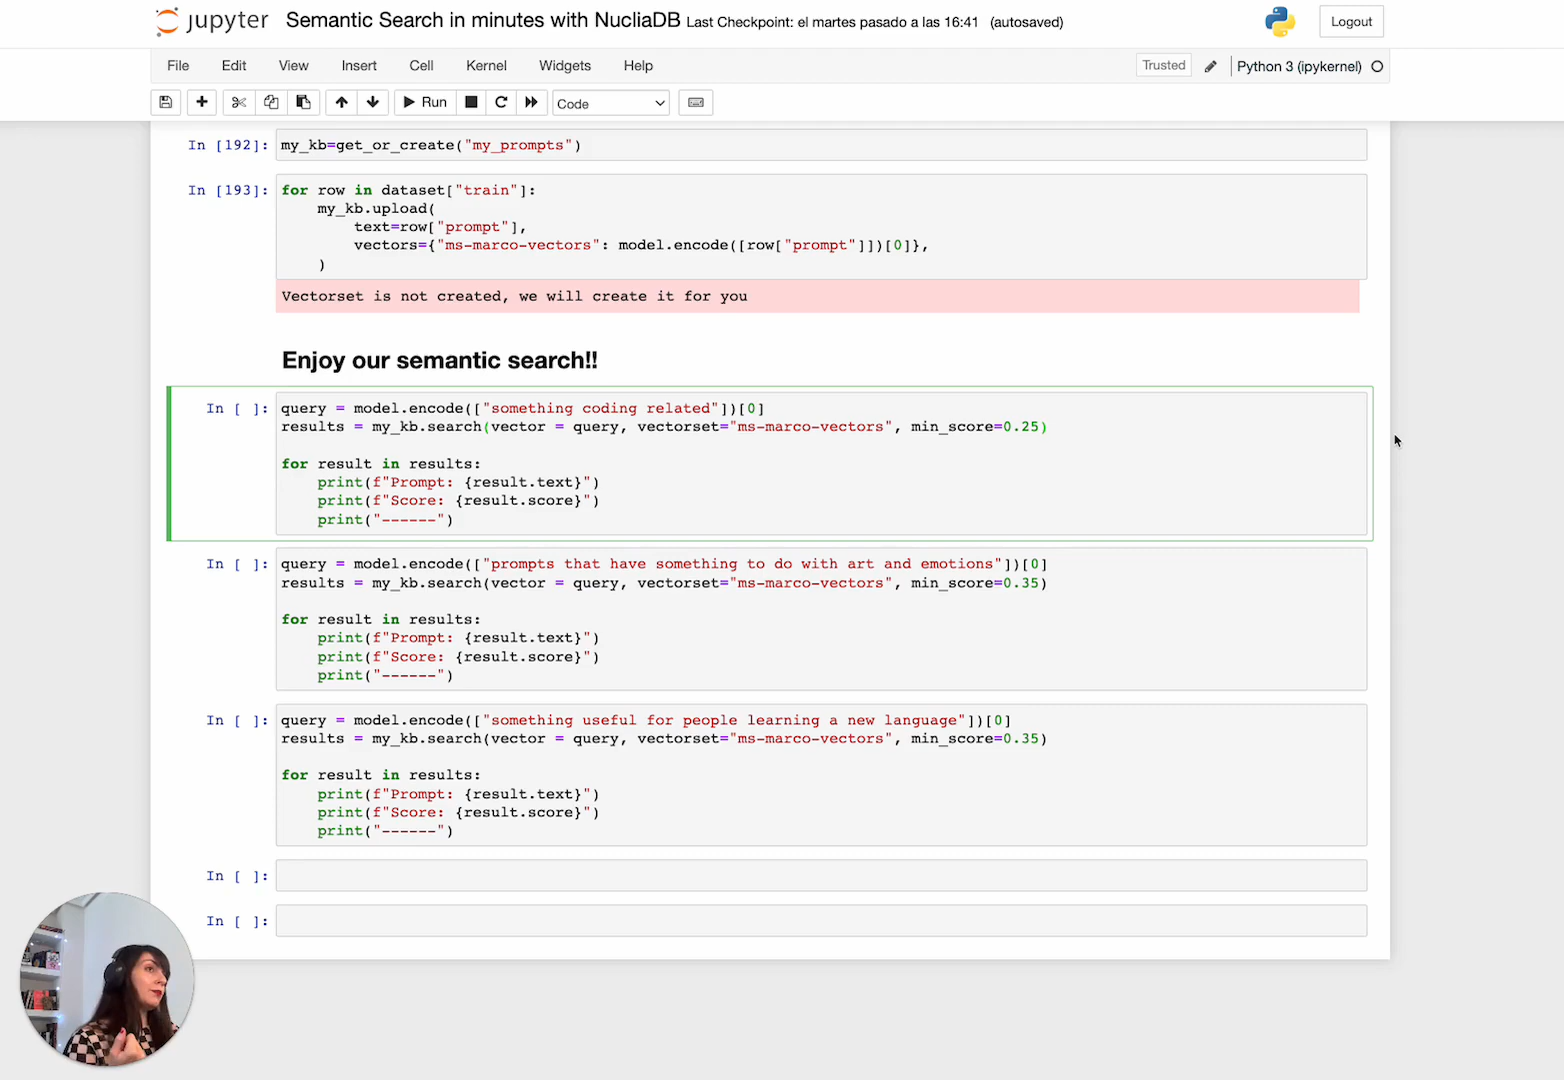 jupyter Semantic Search in minutes with NucliaDB Last Checkpoint: el martes pasado a las 16:41 (autosaved)
Logout
File Edit View Insert Cell Kernel Widgets Help
Trusted Python 3 (ipykernel)
Run Code
In [192]: my_kb=get_or_create("my_prompts")
In [193]: for row in dataset["train"]:
    my_kb.upload(
        text=row["prompt"],
        vectors={"ms-marco-vectors": model.encode([row["prompt"]])[0]},
    )
Vectorset is not created, we will create it for you
Enjoy our semantic search!!
In [ ]: query = model.encode(["something coding related"])[0]
results = my_kb.search(vector = query, vectorset="ms-marco-vectors", min_score=0.25)
for result in results:
    print(f"Prompt: {result.text}")
    print(f"Score: {result.score}")
    print("------")
In [ ]: query = model.encode(["prompts that have something to do with art and emotions"])[0]
results = my_kb.search(vector = query, vectorset="ms-marco-vectors", min_score=0.35)
for result in results:
    print(f"Prompt: {result.text}")
    print(f"Score: {result.score}")
    print("------")
In [ ]: query = model.encode(["something useful for people learning a new language"])[0]
results = my_kb.search(vector = query, vectorset="ms-marco-vectors", min_score=0.35)
for result in results:
    print(f"Prompt: {result.text}")
    print(f"Score: {result.score}")
    print("------")
In [ ]:
In [ ]: